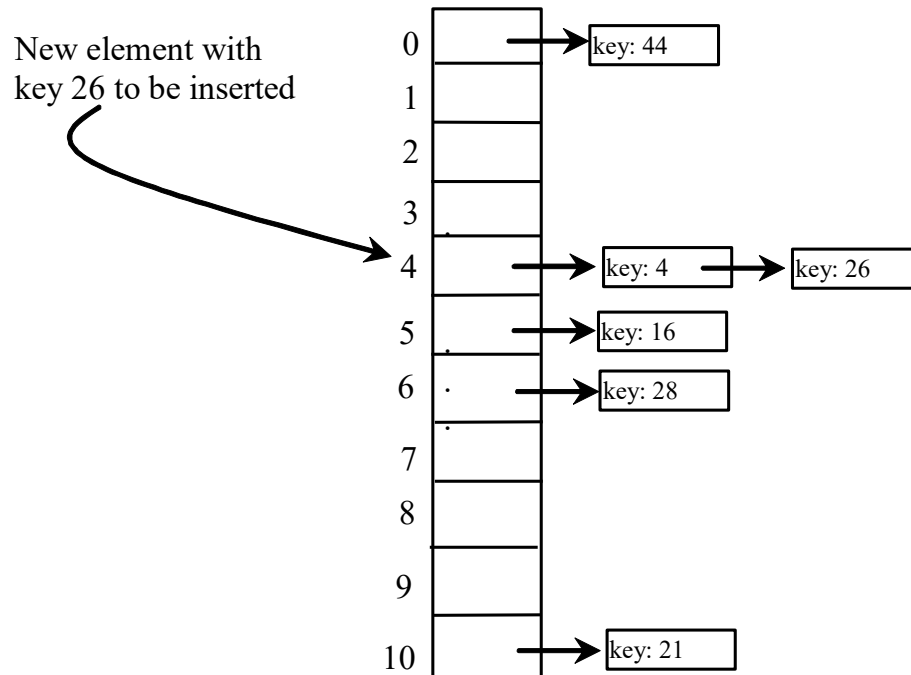 New element with
key 26 to be inserted
0
key: 44
1
2
3
4
key: 4
key: 26
5
key: 16
6
key: 28
7
8
9
10
key: 21